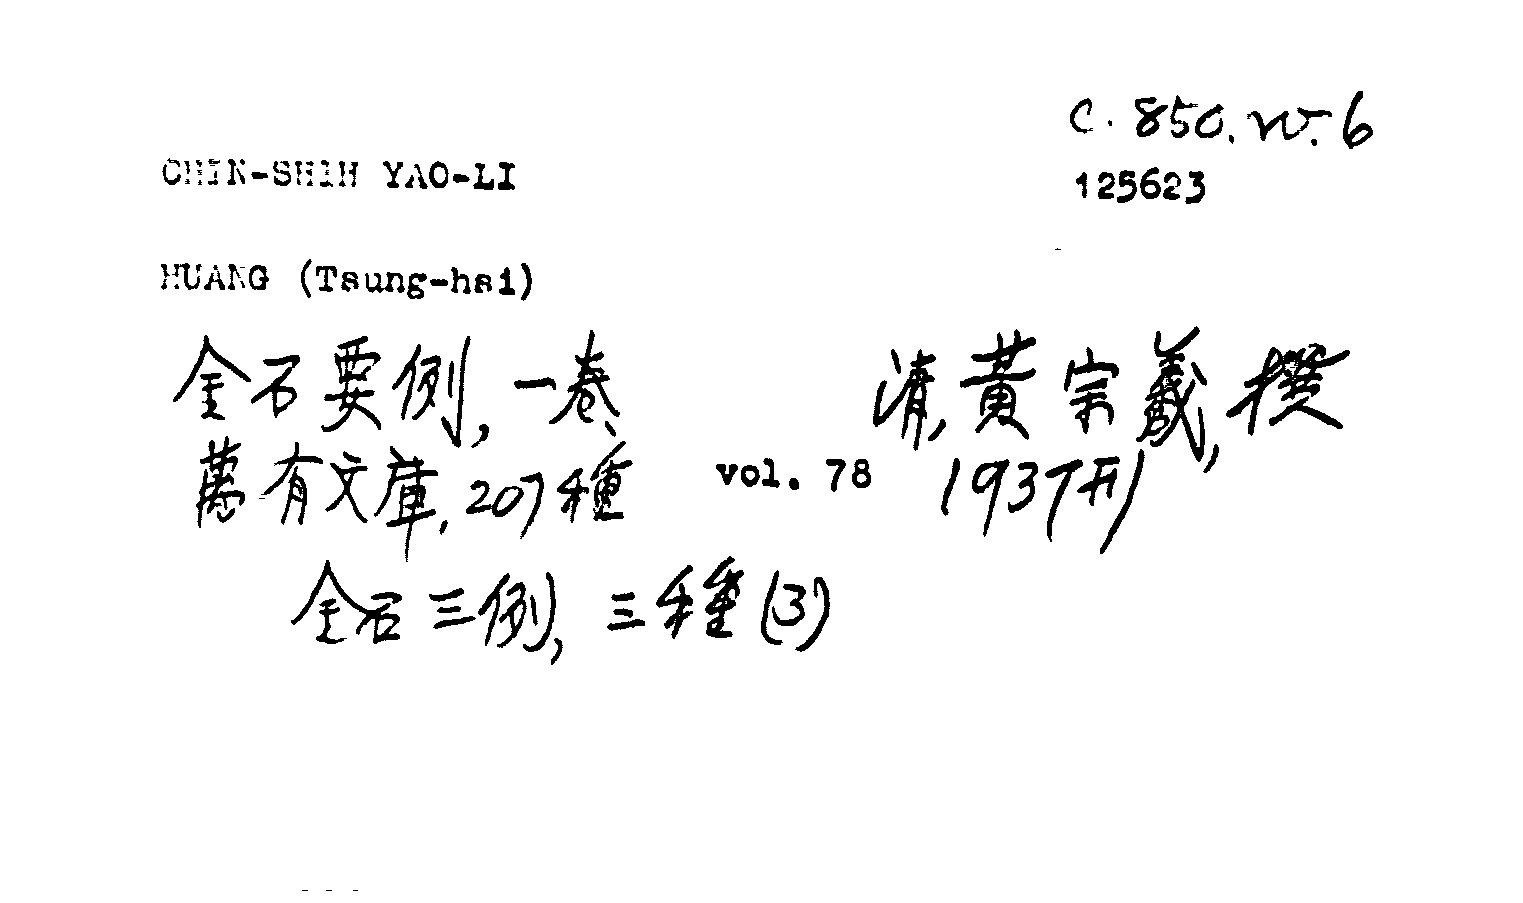 C. 850. w. 6
CHIN-SHIH YAO-LI
125623
HUANG (Tsung-hsi)
金石要例, 一卷、 清, 黃宗羲, 撰
萬有文庫, 207種 vol. 78 1937刊
金石三例, 三種 (3)